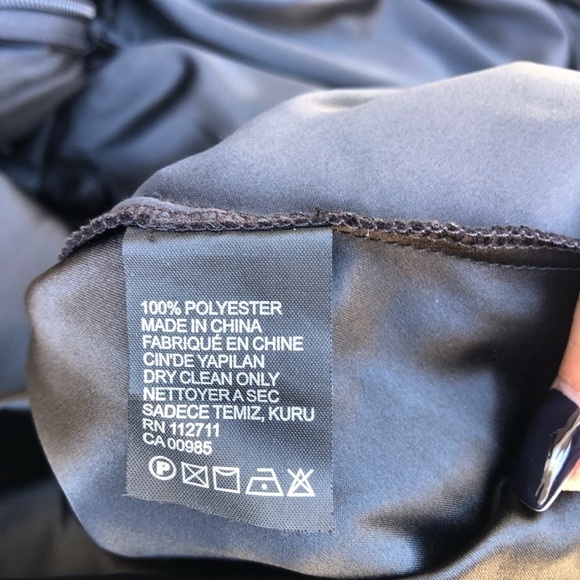 100% POLYESTER
MADE IN CHINA
FABRIQUÉ EN CHINE
CIN'DE YAPILAN
DRY CLEAN ONLY
NETTOYER A SEC
SADECE TEMIZ, KURU
RN 112711
CA 00985
P